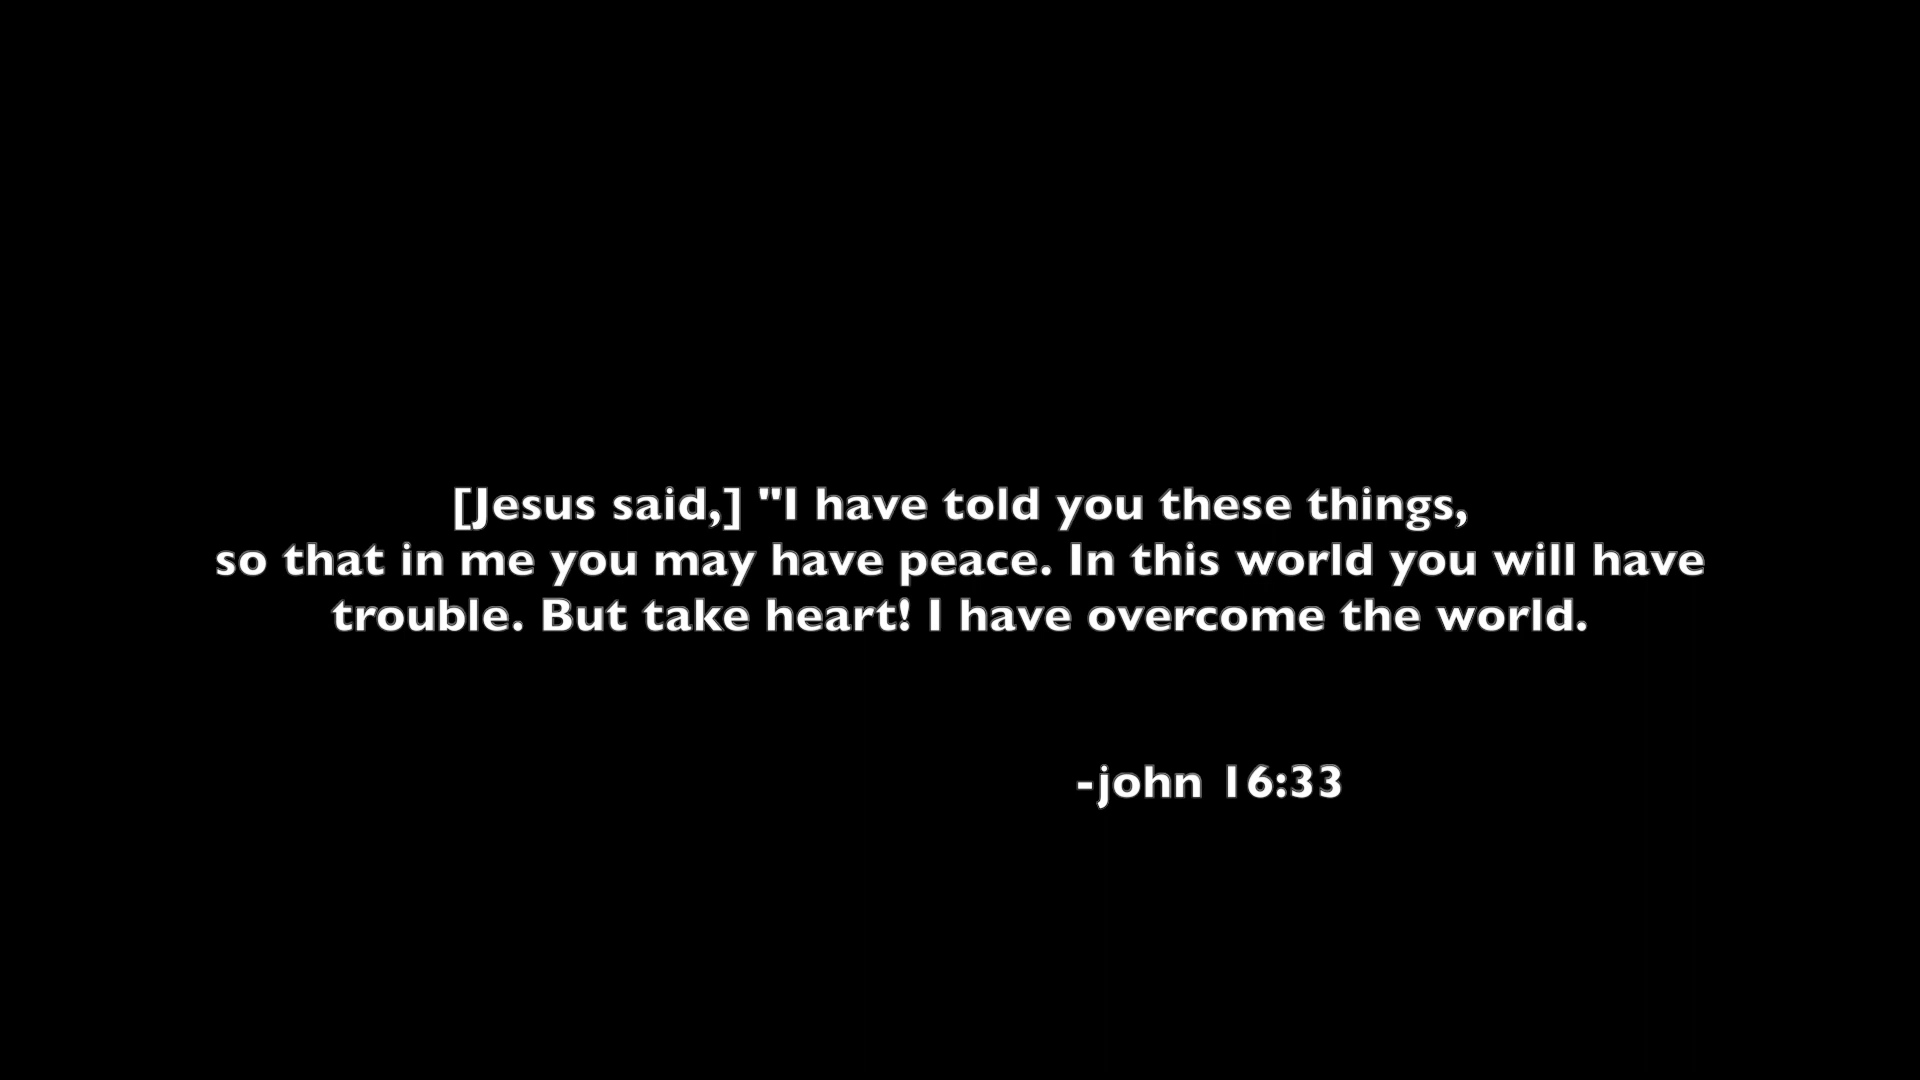 [Jesus said,] "I have told you these things,
so that in me you may have peace. In this world you will have
trouble. But take heart! I have overcome the world.
-john 16:33